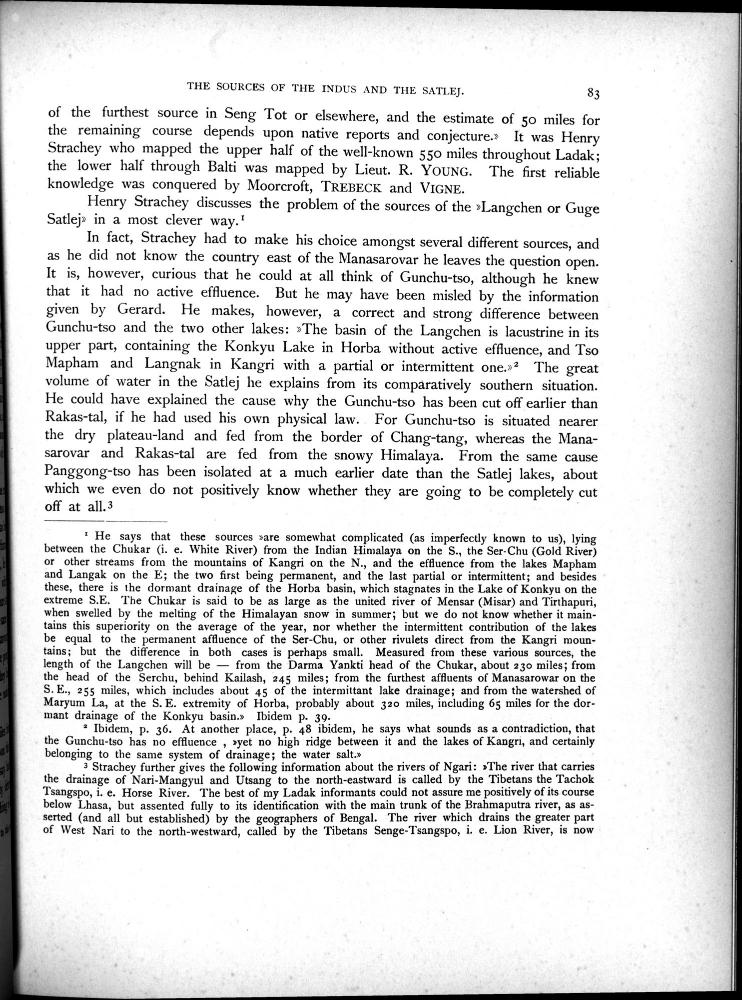 THE SOURCES OF THE INDUS AND THE SATLEJ.
83
of the furthest source in Seng Tot or elsewhere, and the estimate of 50 miles for
the remaining course depends upon native reports and conjecture.» It was Henry
Strachey who mapped the upper half of the well-known 550 miles throughout Ladak;
the lower half through Balti was mapped by Lieut. R. YOUNG. The first reliable
knowledge was conquered by Moorcroft, TREBECK and VIGNE.
Henry Strachey discusses the problem of the sources of the »Langchen or Guge
Satlej» in a most clever way.¹
In fact, Strachey had to make his choice amongst several different sources, and
as he did not know the country east of the Manasarovar he leaves the question open.
It is, however, curious that he could at all think of Gunchu-tso, although he knew
that it had no active effluence. But he may have been misled by the information
given by Gerard. He makes, however, a correct and strong difference between
Gunchu-tso and the two other lakes: »The basin of the Langchen is lacustrine in its
upper part, containing the Konkyu Lake in Horba without active effluence, and Tso
Mapham and Langnak in Kangri with a partial or intermittent one.»² The great
volume of water in the Satlej he explains from its comparatively southern situation.
He could have explained the cause why the Gunchu-tso has been cut off earlier than
Rakas-tal, if he had used his own physical law. For Gunchu-tso is situated nearer
the dry plateau-land and fed from the border of Chang-tang, whereas the Mana-
sarovar and Rakas-tal are fed from the snowy Himalaya. From the same cause
Panggong-tso has been isolated at a much earlier date than the Satlej lakes, about
which we even do not positively know whether they are going to be completely cut
off at all.³
¹ He says that these sources »are somewhat complicated (as imperfectly known to us), lying
between the Chukar (i. e. White River) from the Indian Himalaya on the S., the Ser-Chu (Gold River)
or other streams from the mountains of Kangri on the N., and the effluence from the lakes Mapham
and Langak on the E; the two first being permanent, and the last partial or intermittent; and besides
these, there is the dormant drainage of the Horba basin, which stagnates in the Lake of Konkyu on the
extreme S.E. The Chukar is said to be as large as the united river of Mensar (Misar) and Tirthapuri,
when swelled by the melting of the Himalayan snow in summer; but we do not know whether it main-
tains this superiority on the average of the year, nor whether the intermittent contribution of the lakes
be equal to the permanent affluence of the Ser-Chu, or other rivulets direct from the Kangri moun-
tains; but the difference in both cases is perhaps small. Measured from these various sources, the
length of the Langchen will be — from the Darma Yankti head of the Chukar, about 230 miles; from
the head of the Serchu, behind Kailash, 245 miles; from the furthest affluents of Manasarowar on the
S. E., 255 miles, which includes about 45 of the intermittant lake drainage; and from the watershed of
Maryum La, at the S. E. extremity of Horba, probably about 320 miles, including 65 miles for the dor-
mant drainage of the Konkyu basin.» Ibidem p. 39.
² Ibidem, p. 36. At another place, p. 48 ibidem, he says what sounds as a contradiction, that
the Gunchu-tso has no effluence , »yet no high ridge between it and the lakes of Kangri, and certainly
belonging to the same system of drainage; the water salt.»
³ Strachey further gives the following information about the rivers of Ngari: »The river that carries
the drainage of Nari-Mangyul and Utsang to the north-eastward is called by the Tibetans the Tachok
Tsangspo, i. e. Horse River. The best of my Ladak informants could not assure me positively of its course
below Lhasa, but assented fully to its identification with the main trunk of the Brahmaputra river, as as-
serted (and all but established) by the geographers of Bengal. The river which drains the greater part
of West Nari to the north-westward, called by the Tibetans Senge-Tsangspo, i. e. Lion River, is now